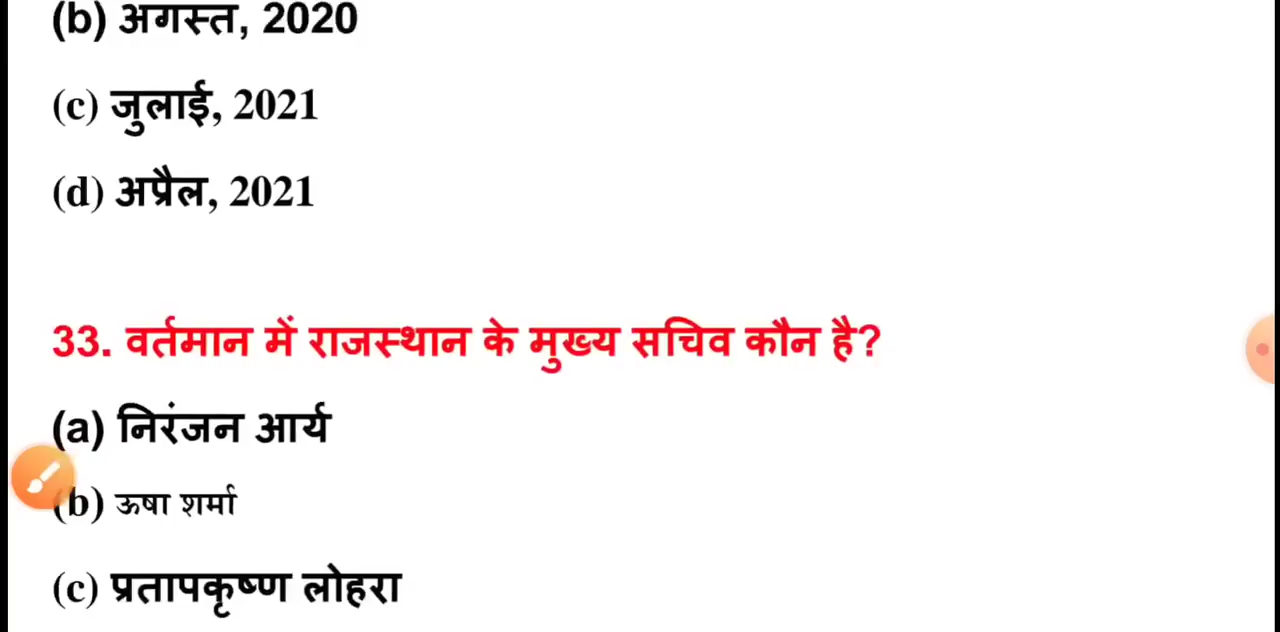 (b) अगस्त, 2020
(c) जुलाई, 2021
(d) अप्रैल, 2021
33. वर्तमान में राजस्थान के मुख्य सचिव कौन है?
(a) निरंजन आर्य
(b) ऊषा शर्मा
(c) प्रतापकृष्ण लोहरा